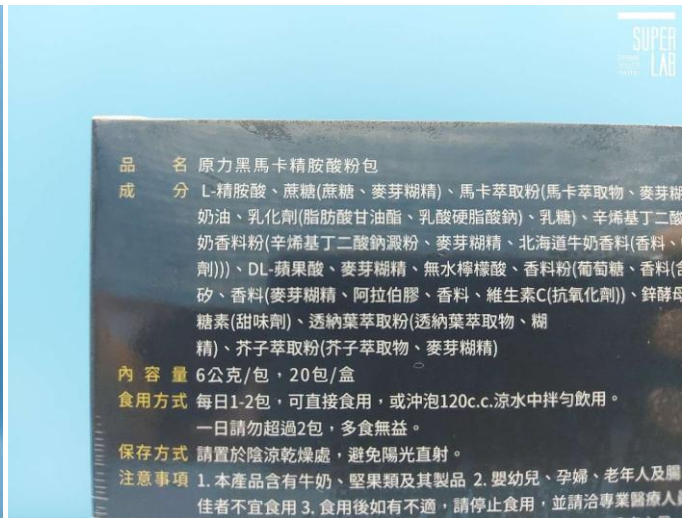 SUPER
LAB
品名 原力黑馬卡精胺酸粉包
成分 L-精胺酸、蔗糖(蔗糖、麥芽糊精)、馬卡萃取粉(馬卡萃取物、麥芽糊
奶油、乳化劑(脂肪酸甘油酯、乳酸硬脂酸鈉)、乳糖)、辛烯基丁二酸
奶香料粉(辛烯基丁二酸鈉澱粉、麥芽糊精、北海道牛奶香料(香料、
劑)))、DL-蘋果酸、麥芽糊精、無水檸檬酸、香料粉(葡萄糖、香料(含
矽、香料(麥芽糊精、阿拉伯膠、香料、維生素C(抗氧化劑))、鋅酵母
糖素(甜味劑)、透納葉萃取粉(透納葉萃取物、糊
精)、芥子萃取粉(芥子萃取物、麥芽糊精)
內容量 6公克/包，20包/盒
食用方式 每日1-2包，可直接食用，或沖泡120c.c.涼水中拌勻飲用。
一日請勿超過2包，多食無益。
保存方式 請置於陰涼乾燥處，避免陽光直射。
注意事項 1. 本產品含有牛奶、堅果類及其製品 2. 嬰幼兒、孕婦、老年人及腸
佳者不宜食用 3. 食用後如有不適，請停止食用，並請洽專業醫療人員